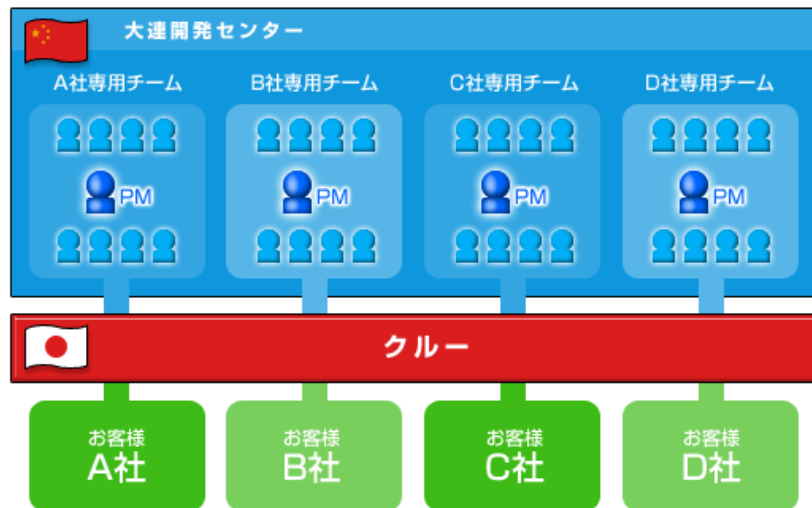 大連開発センター
A社専用チーム
B社専用チーム
C社専用チーム
D社専用チーム
PM
PM
PM
PM
クルー
お客様
A社
お客様
B社
お客様
C社
お客様
D社